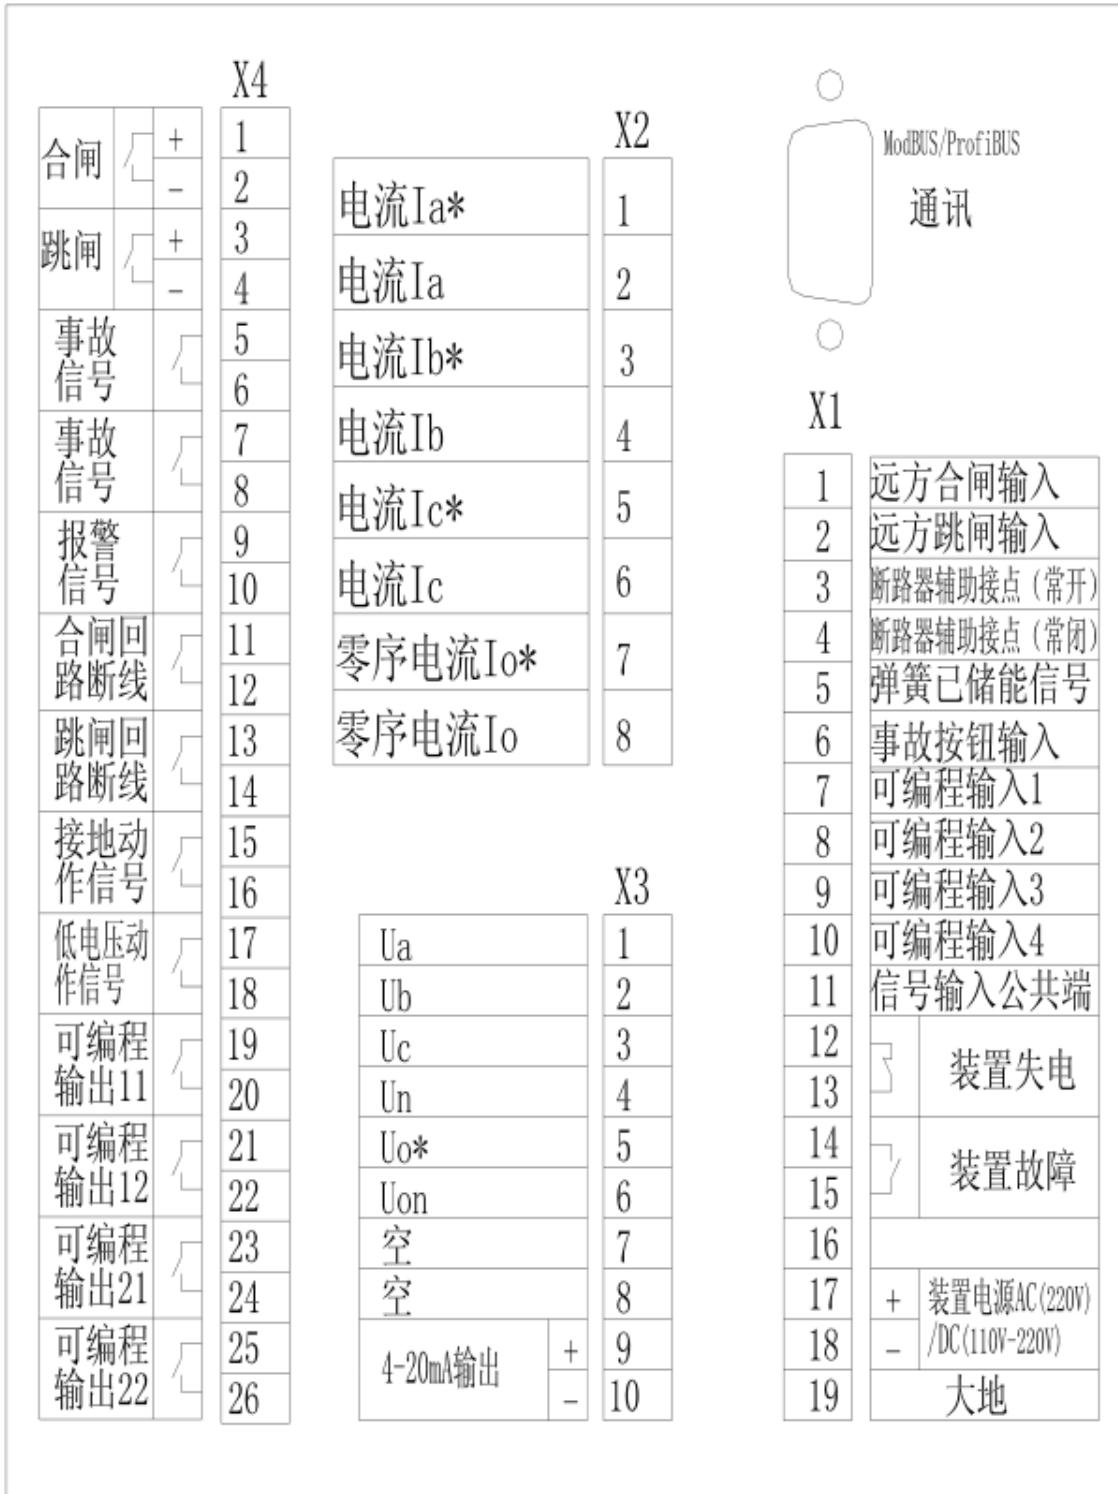 X4
合闸 + 1
- 2
跳闸 + 3
- 4
事故 5
信号 6
事故 7
信号 8
报警 9
信号 10
合闸回 11
路断线 12
跳闸回 13
路断线 14
接地动 15
作信号 16
低电压动 17
作信号 18
可编程 19
输出11 20
可编程 21
输出12 22
可编程 23
输出21 24
可编程 25
输出22 26
X2
电流Ia* 1
电流Ia 2
电流Ib* 3
电流Ib 4
电流Ic* 5
电流Ic 6
零序电流Io* 7
零序电流Io 8
X3
Ua 1
Ub 2
Uc 3
Un 4
Uo* 5
Uon 6
空 7
空 8
4-20mA输出 + 9
- 10
ModBUS/ProfiBUS
通讯
X1
1 远方合闸输入
2 远方跳闸输入
3 断路器辅助接点（常开）
4 断路器辅助接点（常闭）
5 弹簧已储能信号
6 事故按钮输入
7 可编程输入1
8 可编程输入2
9 可编程输入3
10 可编程输入4
11 信号输入公共端
12
13 装置失电
14
15 装置故障
16
17 + 装置电源AC(220V)
18 - /DC(110V-220V)
19 大地